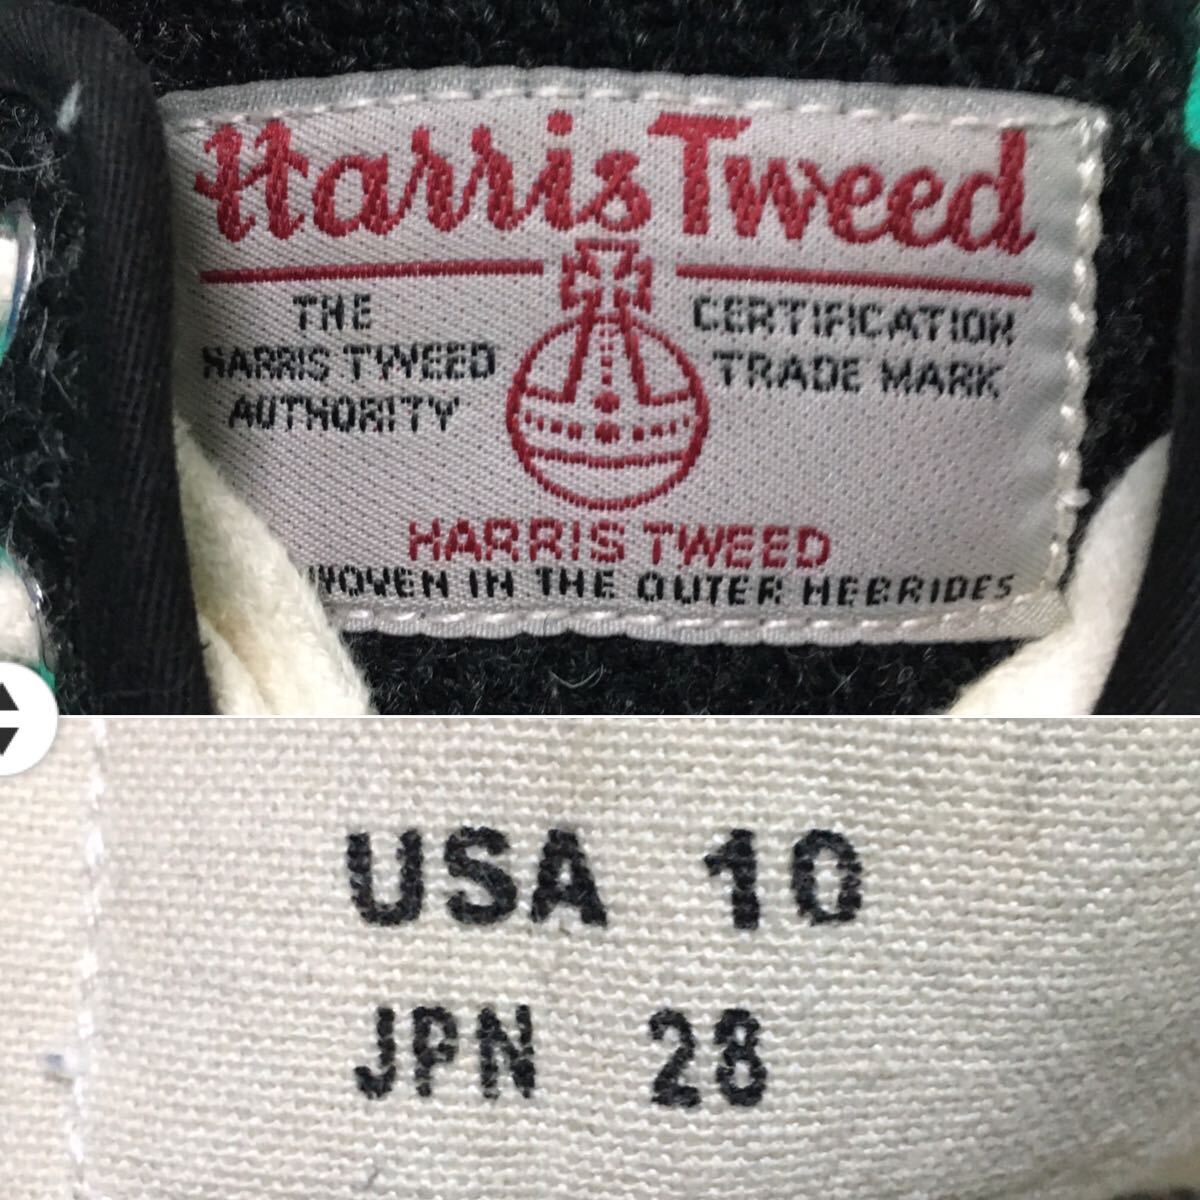 Harris Tweed
THE
HARRIS TWEED
AUTHORITY
CERTIFICATION
TRADE MARK
HARRIS TWEED
WOVEN IN THE OUTER HEBRIDES
USA 10
JPN 28